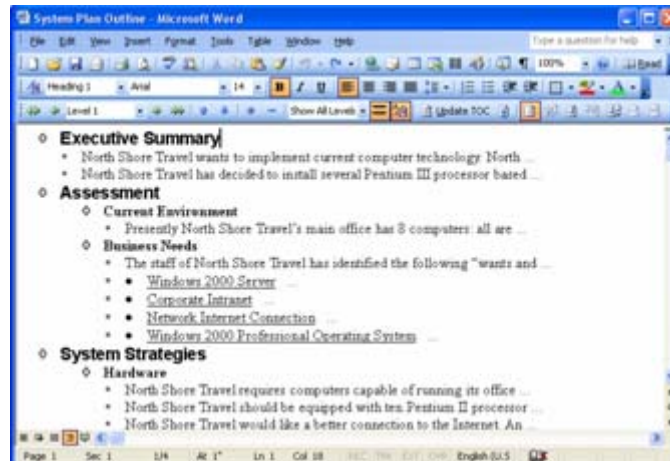 System Plan Outline - Microsoft Word
File Edit View Insert Format Tools Table Window Help Type a question for help
100% Read
Heading 1 Arial 14 B I U
Level 1 Show All Levels Update TOC
Executive Summary
North Shore Travel wants to implement current computer technology. North ...
North Shore Travel has decided to install several Pentium III processor based ...
Assessment
Current Environment
Presently North Shore Travel's main office has 8 computers: all are ...
Business Needs
The staff of North Shore Travel has identified the following "wants and ...
Windows 2000 Server ...
Corporate Intranet ...
Network Internet Connection ...
Windows 2000 Professional Operating System ...
System Strategies
Hardware
North Shore Travel requires computers capable of running its office ...
North Shore Travel should be equipped with ten Pentium II processor ...
North Shore Travel would like a better connection to the Internet. An ...
Page 1 Sec 1 1/4 At 1" Ln 1 Col 18 REC TRK EXT OVR English (U.S